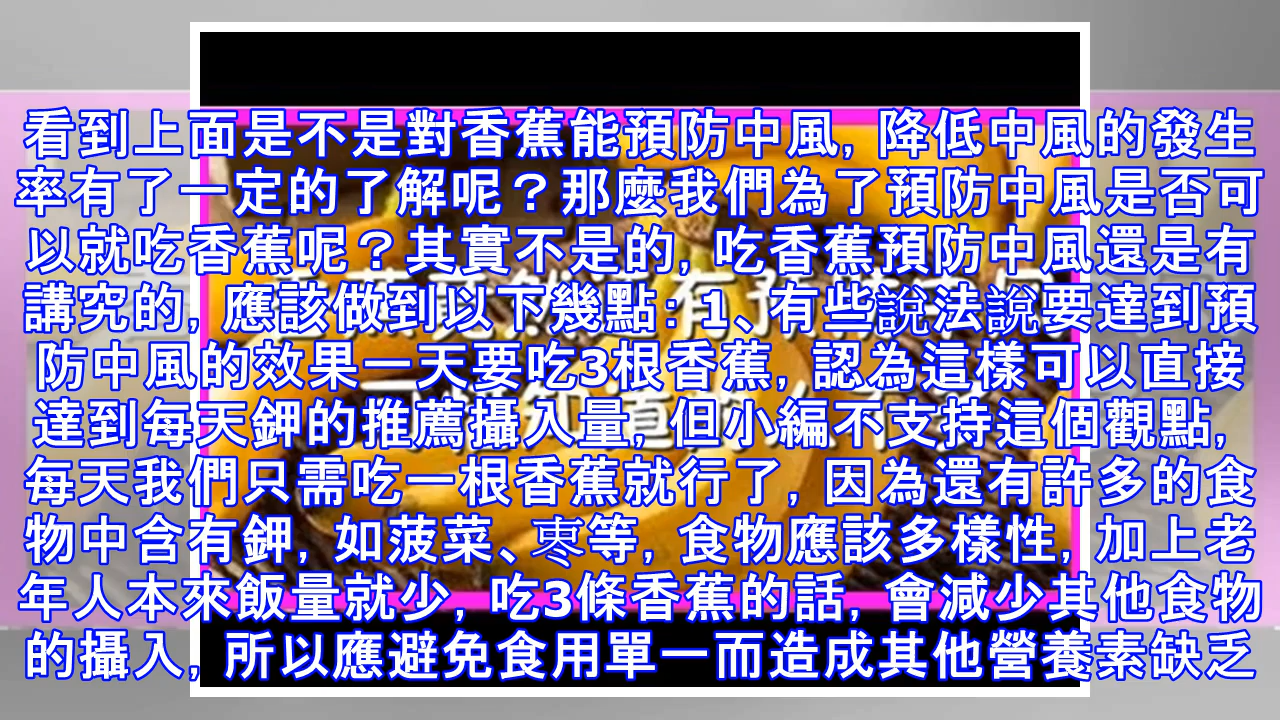 看到上面是不是對香蕉能預防中風,降低中風的發生
率有了一定的了解呢？那麼我們為了預防中風是否可
以就吃香蕉呢？其實不是的,吃香蕉預防中風還是有
講究的,應該做到以下幾點:1、有些說法說要達到預
防中風的效果一天要吃3根香蕉,認為這樣可以直接
達到每天鉀的推薦攝入量,但小編不支持這個觀點,
每天我們只需吃一根香蕉就行了,因為還有許多的食
物中含有鉀,如菠菜、枣等,食物應該多樣性,加上老
年人本來飯量就少,吃3條香蕉的話,會減少其他食物
的攝入,所以應避免食用單一而造成其他營養素缺乏